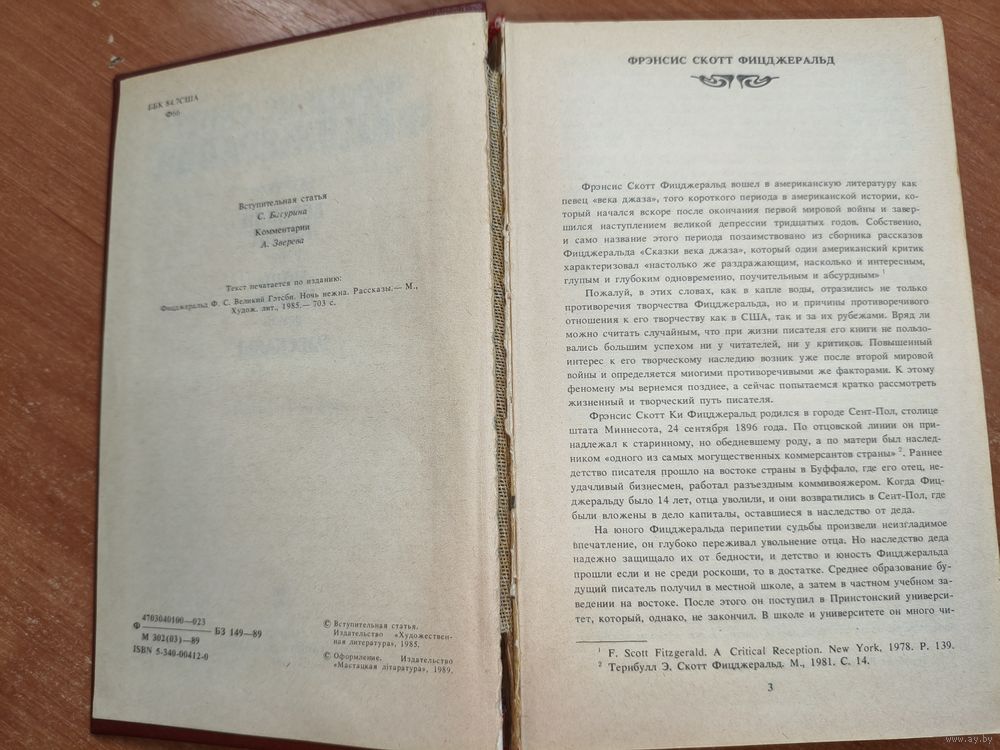 ББК 84.7США
Ф66
Вступительная статья
С. Батурина
Комментарии
А. Зверева
Текст печатается по изданию:
Фицджеральд Ф. С. Великий Гэтсби. Ночь нежна. Рассказы.— М.,
Худож. лит., 1985.— 703 с.
4703040100—023
Ф
БЗ 149—89
М 302(03)—89
ISBN 5-340-00412-0
© Вступительная статья.
Издательство «Художествен-
ная литература», 1985.
© Оформление. Издательство
«Мастацкая літаратура», 1989.
ФРЭНСИС СКОТТ ФИЦДЖЕРАЛЬД
Фрэнсис Скотт Фицджеральд вошел в американскую литературу как
певец «века джаза», того короткого периода в американской истории, ко-
торый начался вскоре после окончания первой мировой войны и завер-
шился наступлением великой депрессии тридцатых годов. Собственно,
и само название этого периода позаимствовано из сборника рассказов
Фицджеральда «Сказки века джаза», который один американский критик
характеризовал «настолько же раздражающим, насколько и интересным,
глупым и глубоким одновременно, поучительным и абсурдным» 1
Пожалуй, в этих словах, как в капле воды, отразились не только
противоречия творчества Фицджеральда, но и причины противоречивого
отношения к его творчеству как в США, так и за их рубежами. Вряд ли
можно считать случайным, что при жизни писателя его книги не пользо-
вались большим успехом ни у читателей, ни у критиков. Повышенный
интерес к его творческому наследию возник уже после второй мировой
войны и определяется многими противоречивыми же факторами. К этому
феномену мы вернемся позднее, а сейчас попытаемся кратко рассмотреть
жизненный и творческий путь писателя.
Фрэнсис Скотт Ки Фицджеральд родился в городе Сент-Пол, столице
штата Миннесота, 24 сентября 1896 года. По отцовской линии он при-
надлежал к старинному, но обедневшему роду, а по матери был наслед-
ником «одного из самых могущественных коммерсантов страны» 2. Раннее
детство писателя прошло на востоке страны в Буффало, где его отец, не-
удачливый бизнесмен, работал разъездным коммивояжером. Когда Фиц-
джеральду было 14 лет, отца уволили, и они возвратились в Сент-Пол, где
были вложены в дело капиталы, оставшиеся в наследство от деда.
На юного Фицджеральда перипетии судьбы произвели неизгладимое
впечатление, он глубоко переживал увольнение отца. Но наследство деда
надежно защищало их от бедности, и детство и юность Фицджеральда
прошли если и не среди роскоши, то в достатке. Среднее образование бу-
дущий писатель получил в местной школе, а затем в частном учебном за-
ведении на востоке. После этого он поступил в Принстонский универси-
тет, который, однако, не закончил. В школе и университете он много чи-
1 F. Scott Fitzgerald. A Critical Reception. New York, 1978. P. 139.
2 Тернбулл Э. Скотт Фицджеральд. М., 1981. С. 14.
3
www.ay.by